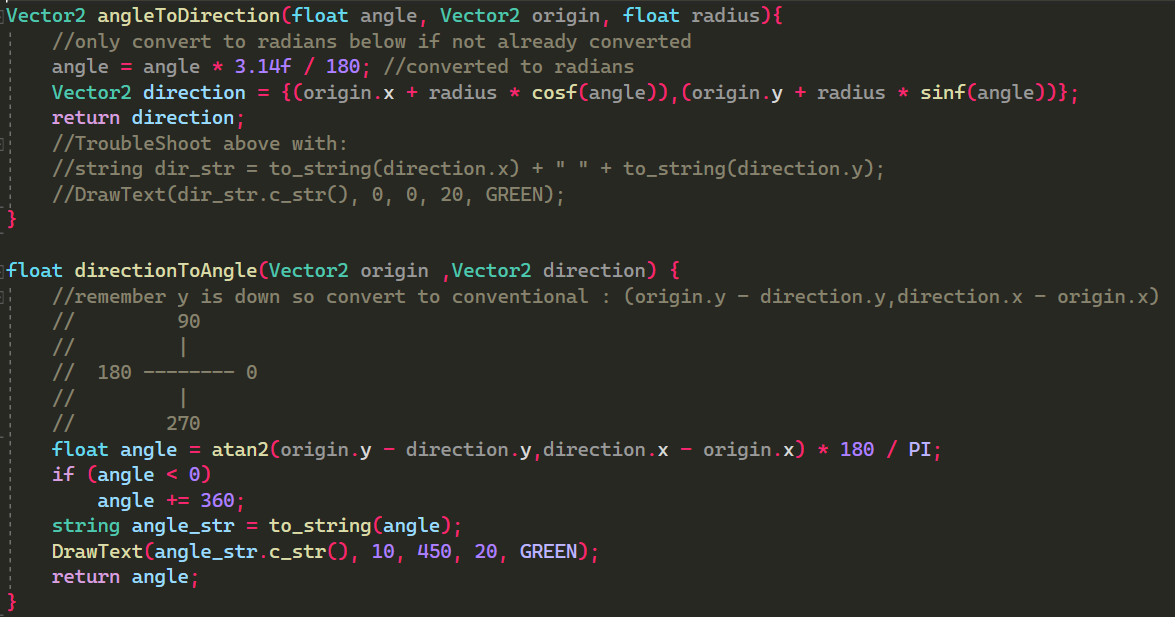 Vector2 angleToDirection(float angle, Vector2 origin, float radius){
    //only convert to radians below if not already converted
    angle = angle * 3.14f / 180; //converted to radians
    Vector2 direction = {(origin.x + radius * cosf(angle)),(origin.y + radius * sinf(angle))};
    return direction;
    //TroubleShoot above with:
    //string dir_str = to_string(direction.x) + " " + to_string(direction.y);
    //DrawText(dir_str.c_str(), 0, 0, 20, GREEN);
}

float directionToAngle(Vector2 origin ,Vector2 direction) {
    //remember y is down so convert to conventional : (origin.y - direction.y,direction.x - origin.x)
    //         90
    //         |
    //  180 -------- 0
    //         |
    //        270
    float angle = atan2(origin.y - direction.y,direction.x - origin.x) * 180 / PI;
    if (angle < 0)
        angle += 360;
    string angle_str = to_string(angle);
    DrawText(angle_str.c_str(), 10, 450, 20, GREEN);
    return angle;
}